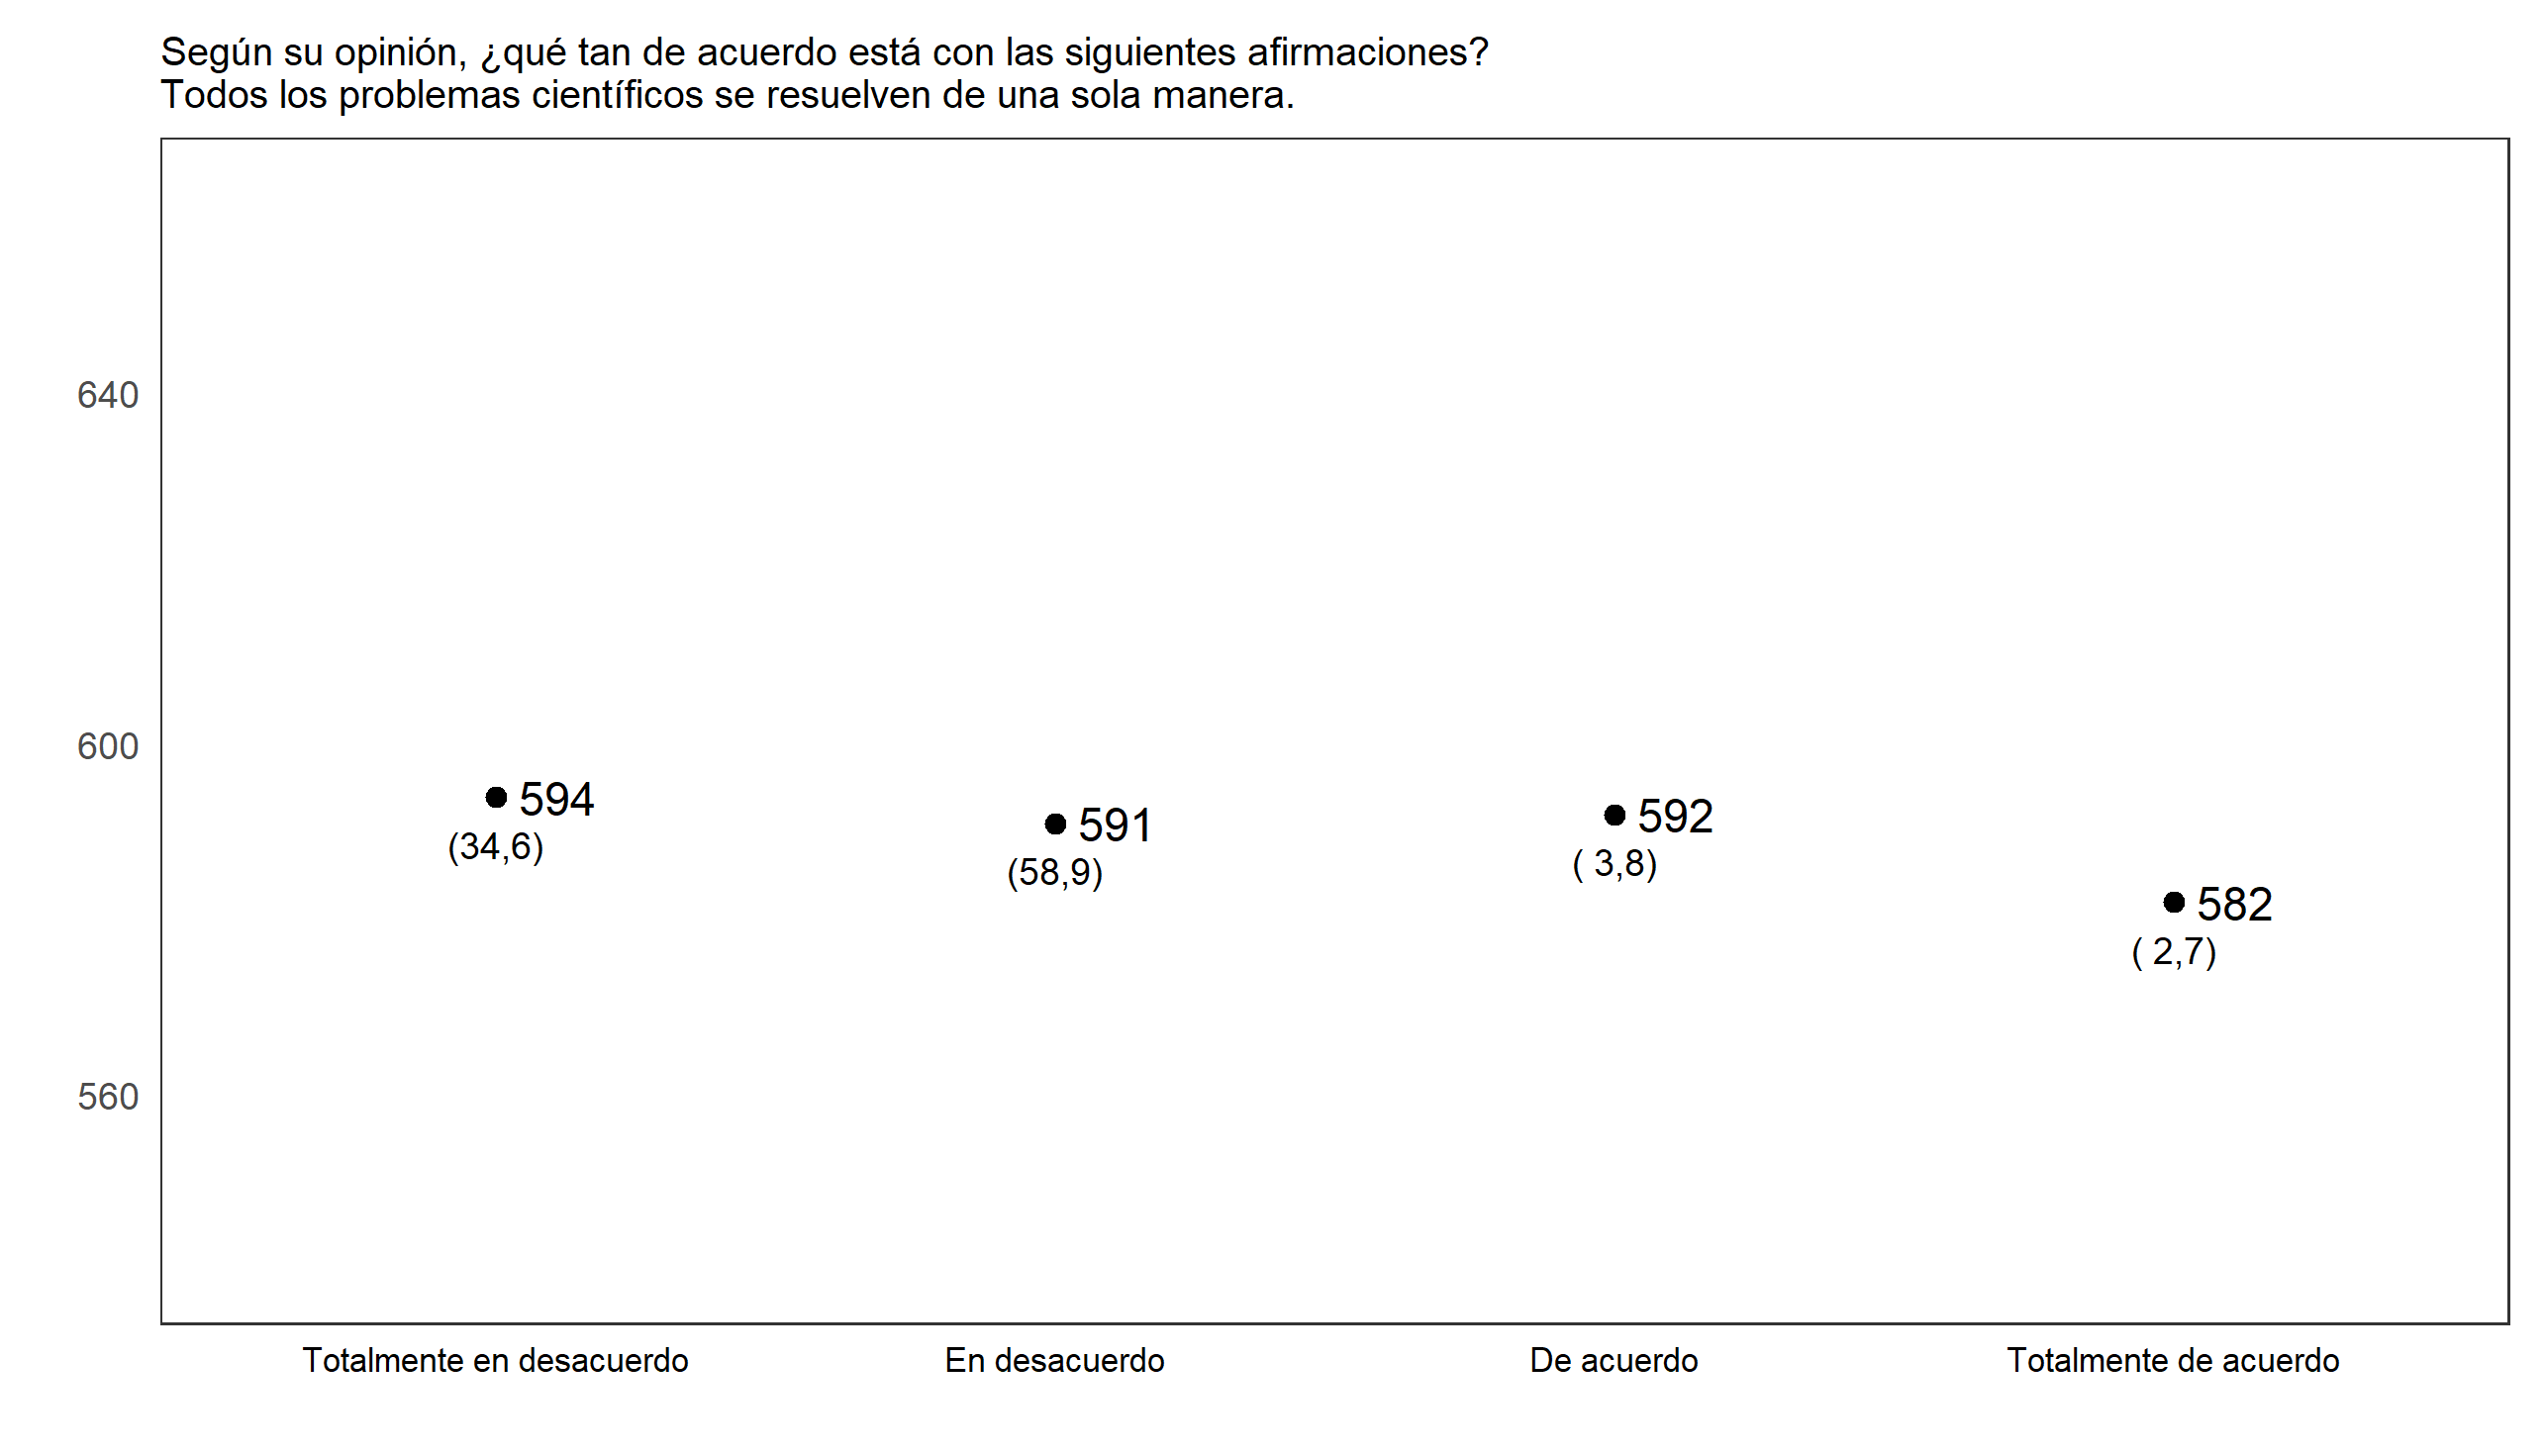 Según su opinión, ¿qué tan de acuerdo está con las siguientes afirmaciones?
Todos los problemas científicos se resuelven de una sola manera.
640
600
560
594
(34,6)
591
(58,9)
592
( 3,8)
582
( 2,7)
Totalmente en desacuerdo
En desacuerdo
De acuerdo
Totalmente de acuerdo